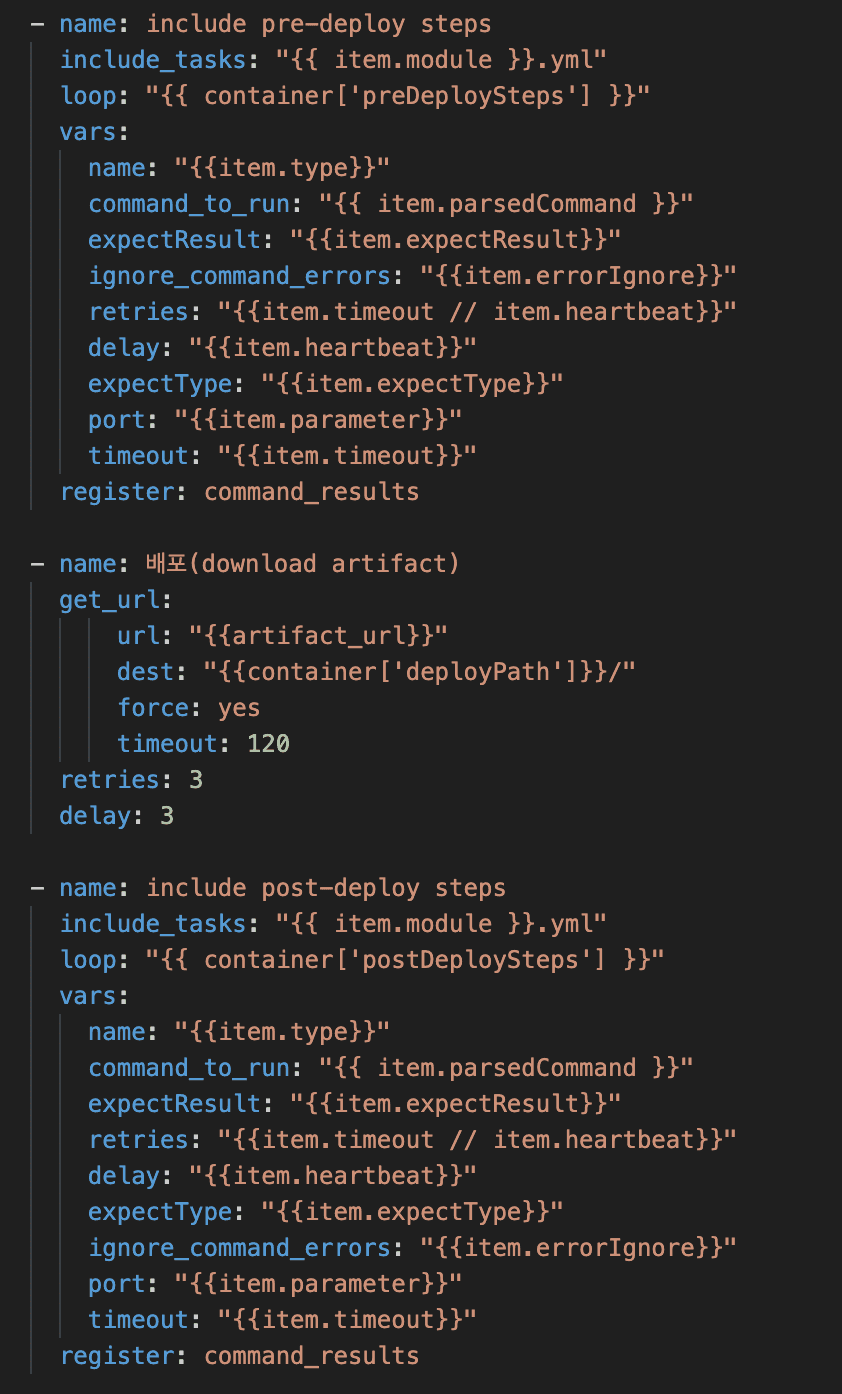 - name: include pre-deploy steps
  include_tasks: "{{ item.module }}.yml"
  loop: "{{ container['preDeploySteps'] }}"
  vars:
    name: "{{item.type}}"
    command_to_run: "{{ item.parsedCommand }}"
    expectResult: "{{item.expectResult}}"
    ignore_command_errors: "{{item.errorIgnore}}"
    retries: "{{item.timeout // item.heartbeat}}"
    delay: "{{item.heartbeat}}"
    expectType: "{{item.expectType}}"
    port: "{{item.parameter}}"
    timeout: "{{item.timeout}}"
  register: command_results

- name: 배포(download artifact)
  get_url:
      url: "{{artifact_url}}"
      dest: "{{container['deployPath']}}/"
      force: yes
      timeout: 120
  retries: 3
  delay: 3

- name: include post-deploy steps
  include_tasks: "{{ item.module }}.yml"
  loop: "{{ container['postDeploySteps'] }}"
  vars:
    name: "{{item.type}}"
    command_to_run: "{{ item.parsedCommand }}"
    expectResult: "{{item.expectResult}}"
    retries: "{{item.timeout // item.heartbeat}}"
    delay: "{{item.heartbeat}}"
    expectType: "{{item.expectType}}"
    ignore_command_errors: "{{item.errorIgnore}}"
    port: "{{item.parameter}}"
    timeout: "{{item.timeout}}"
  register: command_results